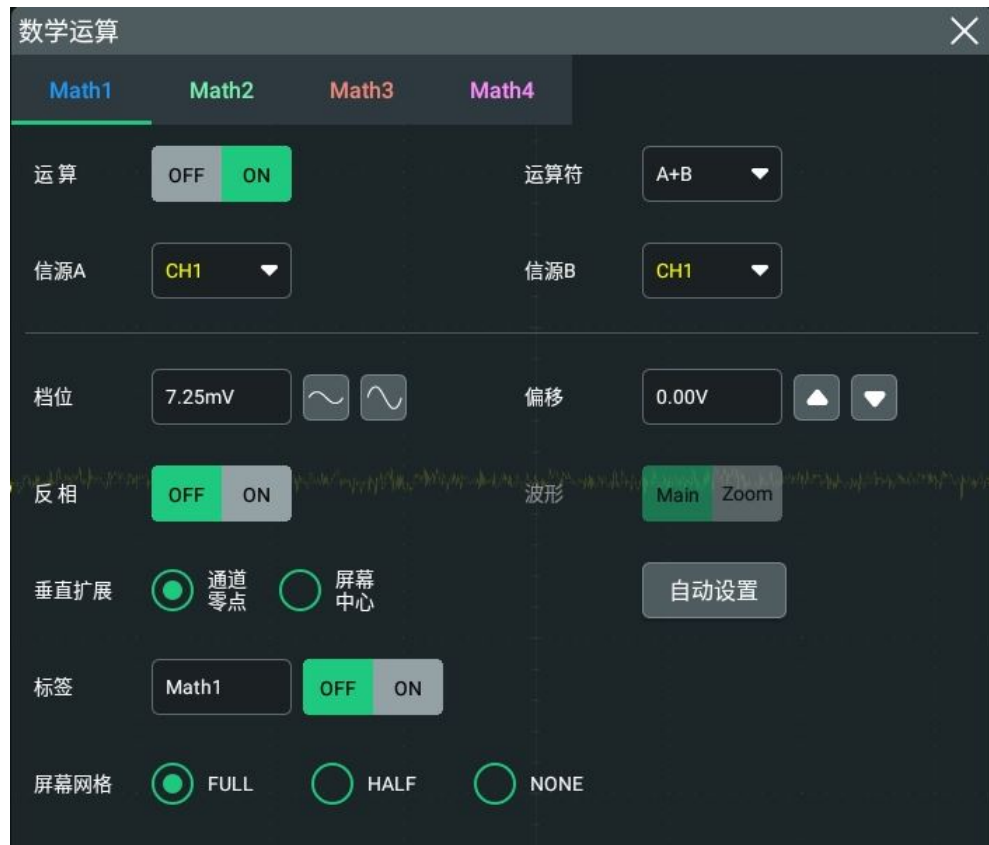 数学运算
Math1 Math2 Math3 Math4
运算 OFF ON 运算符 A+B
信源A CH1 信源B CH1
档位 7.25mV 偏移 0.00V
反相 OFF ON 波形 Main Zoom
垂直扩展 通道零点 屏幕中心 自动设置
标签 Math1 OFF ON
屏幕网格 FULL HALF NONE